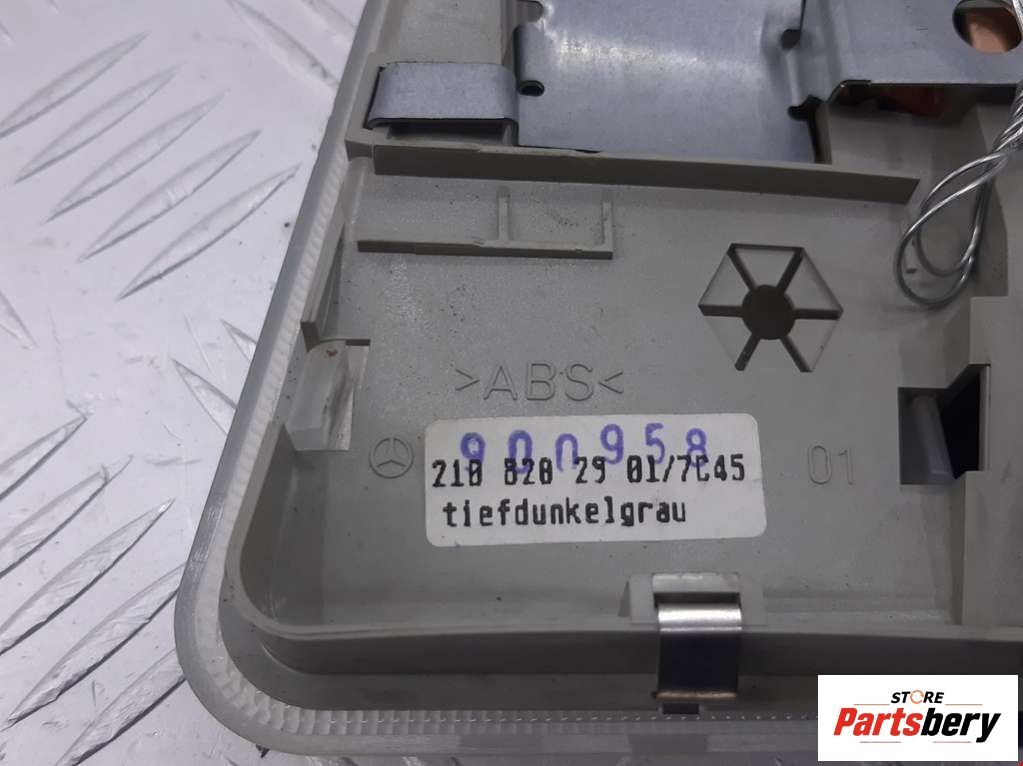 >ABS<
900958
210 820 29 01/7C45
01
tiefdunkelgrau
STORE
Partsbery